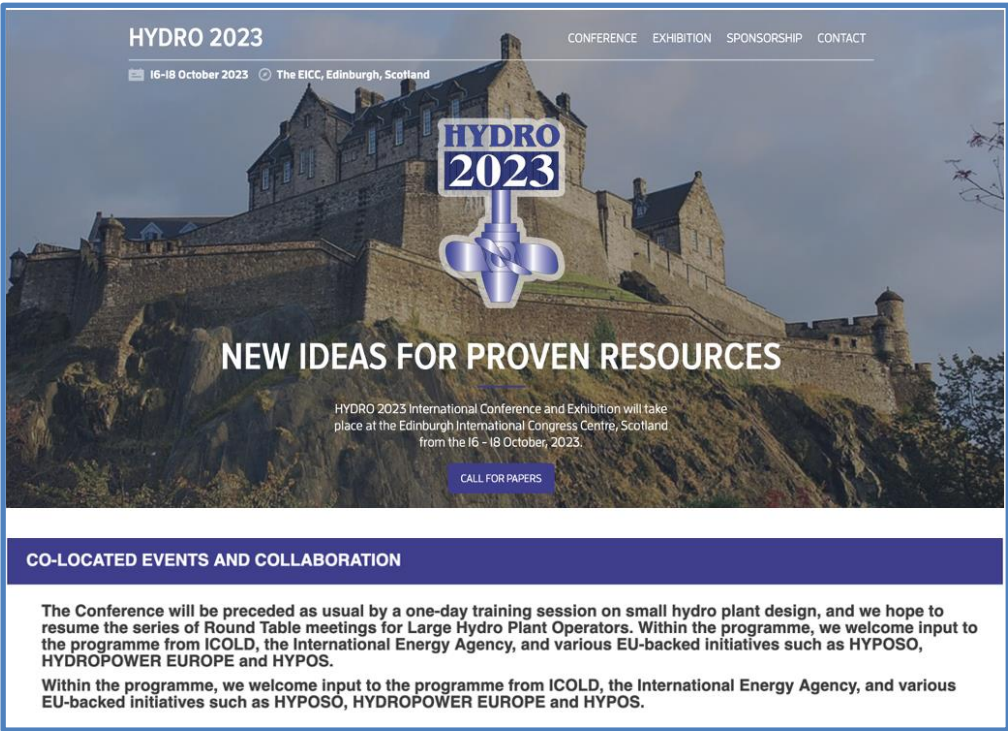 HYDRO 2023
CONFERENCE EXHIBITION SPONSORSHIP CONTACT
16-18 October 2023 The EICC, Edinburgh, Scotland
HYDRO
2023
NEW IDEAS FOR PROVEN RESOURCES
HYDRO 2023 International Conference and Exhibition will take
place at the Edinburgh International Congress Centre, Scotland
from the 16 - 18 October, 2023.
CALL FOR PAPERS
CO-LOCATED EVENTS AND COLLABORATION
The Conference will be preceded as usual by a one-day training session on small hydro plant design, and we hope to
resume the series of Round Table meetings for Large Hydro Plant Operators. Within the programme, we welcome input to
the programme from ICOLD, the International Energy Agency, and various EU-backed initiatives such as HYPOSO,
HYDROPOWER EUROPE and HYPOS.
Within the programme, we welcome input to the programme from ICOLD, the International Energy Agency, and various
EU-backed initiatives such as HYPOSO, HYDROPOWER EUROPE and HYPOS.